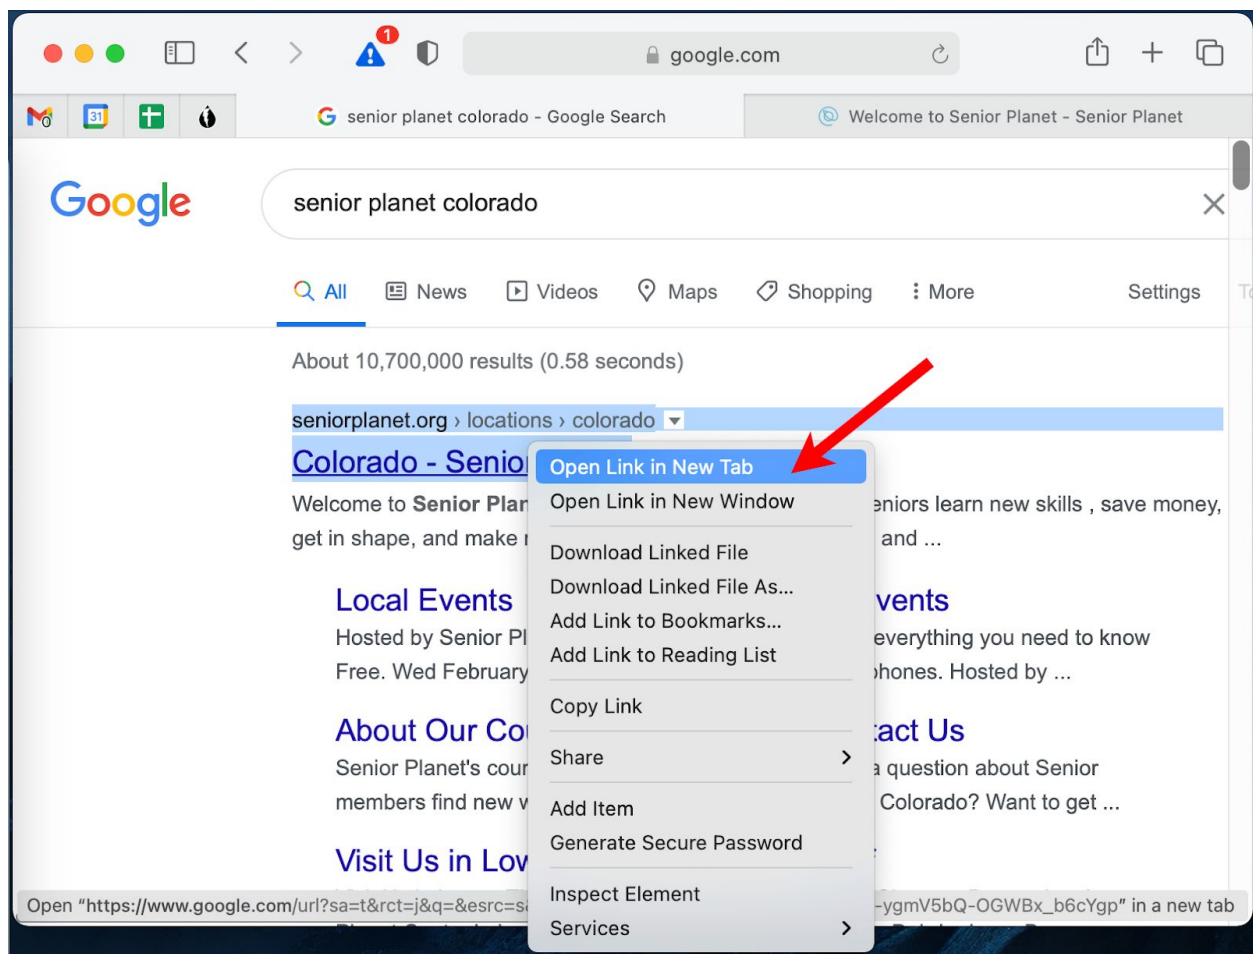 1
google.com
31
senior planet colorado - Google Search
Welcome to Senior Planet - Senior Planet
Google
senior planet colorado
All
News
Videos
Maps
Shopping
More
Settings
About 10,700,000 results (0.58 seconds)
seniorplanet.org › locations › colorado
Colorado - Senior
Welcome to Senior Plan
eniors learn new skills , save money,
get in shape, and make
and ...
Open Link in New Tab
Open Link in New Window
Download Linked File
Download Linked File As...
Add Link to Bookmarks...
Add Link to Reading List
Copy Link
Share
Add Item
Generate Secure Password
Inspect Element
Services
Local Events
vents
Hosted by Senior Pl
everything you need to know
Free. Wed February
phones. Hosted by ...
About Our Cou
tact Us
Senior Planet's cour
a question about Senior
members find new w
Colorado? Want to get ...
Visit Us in Low
Open “https://www.google.com/url?sa=t&rct=j&q=&esrc=s&
-ygmV5bQ-OGWBx_b6cYgp” in a new tab